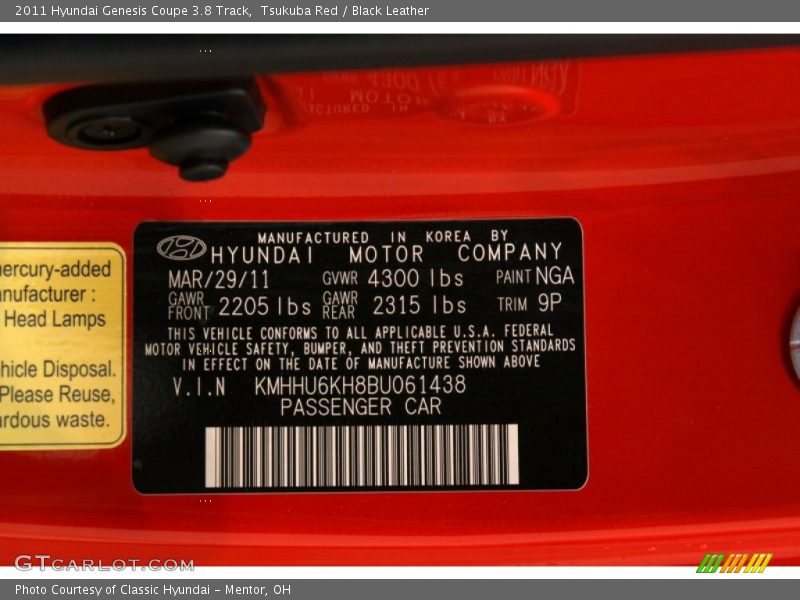 2011 Hyundai Genesis Coupe 3.8 Track,  Tsukuba Red / Black Leather
MANUFACTURED IN KOREA BY
HYUNDAI MOTOR COMPANY
MAR/29/11 GVWR 4300 lbs PAINT NGA
GAWR FRONT 2205 lbs GAWR REAR 2315 lbs TRIM 9P
THIS VEHICLE CONFORMS TO ALL APPLICABLE U.S.A. FEDERAL
MOTOR VEHICLE SAFETY, BUMPER, AND THEFT PREVENTION STANDARDS
IN EFFECT ON THE DATE OF MANUFACTURE SHOWN ABOVE
V.I.N KMHHU6KH8BU061438
PASSENGER CAR
mercury-added
anufacturer :
Head Lamps
hicle Disposal.
Please Reuse,
ardous waste.
GTCARLOT.COM
Photo Courtesy of Classic Hyundai - Mentor, OH